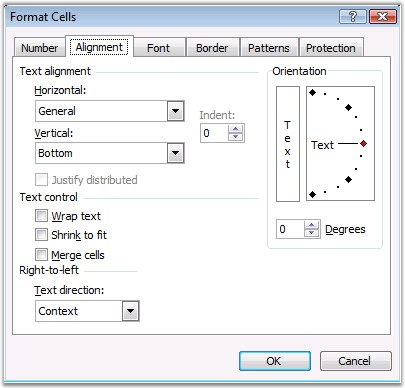 Format Cells
Number Alignment Font Border Patterns Protection
Text alignment
Horizontal:
General
Indent:
0
Vertical:
Bottom
Justify distributed
Text control
Wrap text
Shrink to fit
Merge cells
Right-to-left
Text direction:
Context
Orientation
Text
Text
0 Degrees
OK Cancel